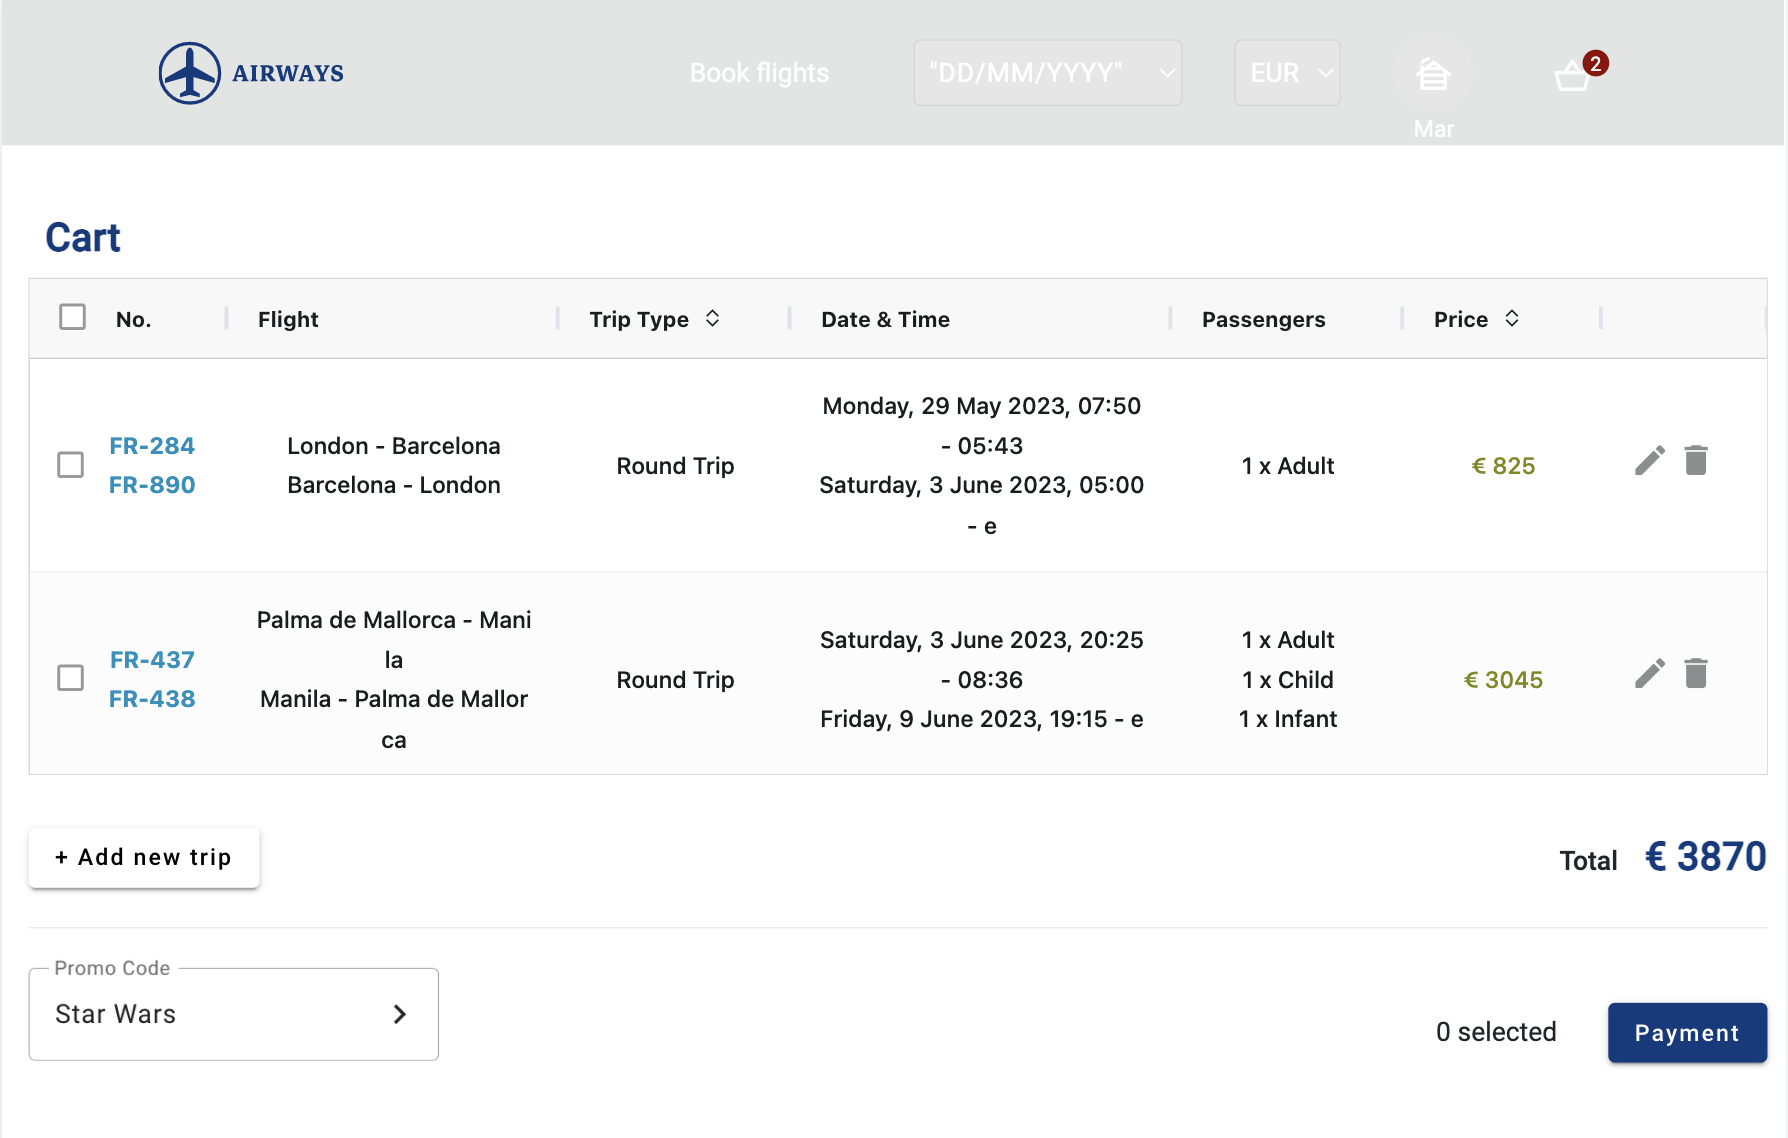 AIRWAYS
Book flights
"DD/MM/YYYY"
EUR
Mar
2
Cart
No.
Flight
Trip Type
Date & Time
Passengers
Price
FR-284
FR-890
London - Barcelona
Barcelona - London
Round Trip
Monday, 29 May 2023, 07:50
- 05:43
Saturday, 3 June 2023, 05:00
- e
1 x Adult
€ 825
FR-437
FR-438
Palma de Mallorca - Mani
la
Manila - Palma de Mallor
ca
Round Trip
Saturday, 3 June 2023, 20:25
- 08:36
Friday, 9 June 2023, 19:15 - e
1 x Adult
1 x Child
1 x Infant
€ 3045
+ Add new trip
Total € 3870
Promo Code
Star Wars
0 selected
Payment